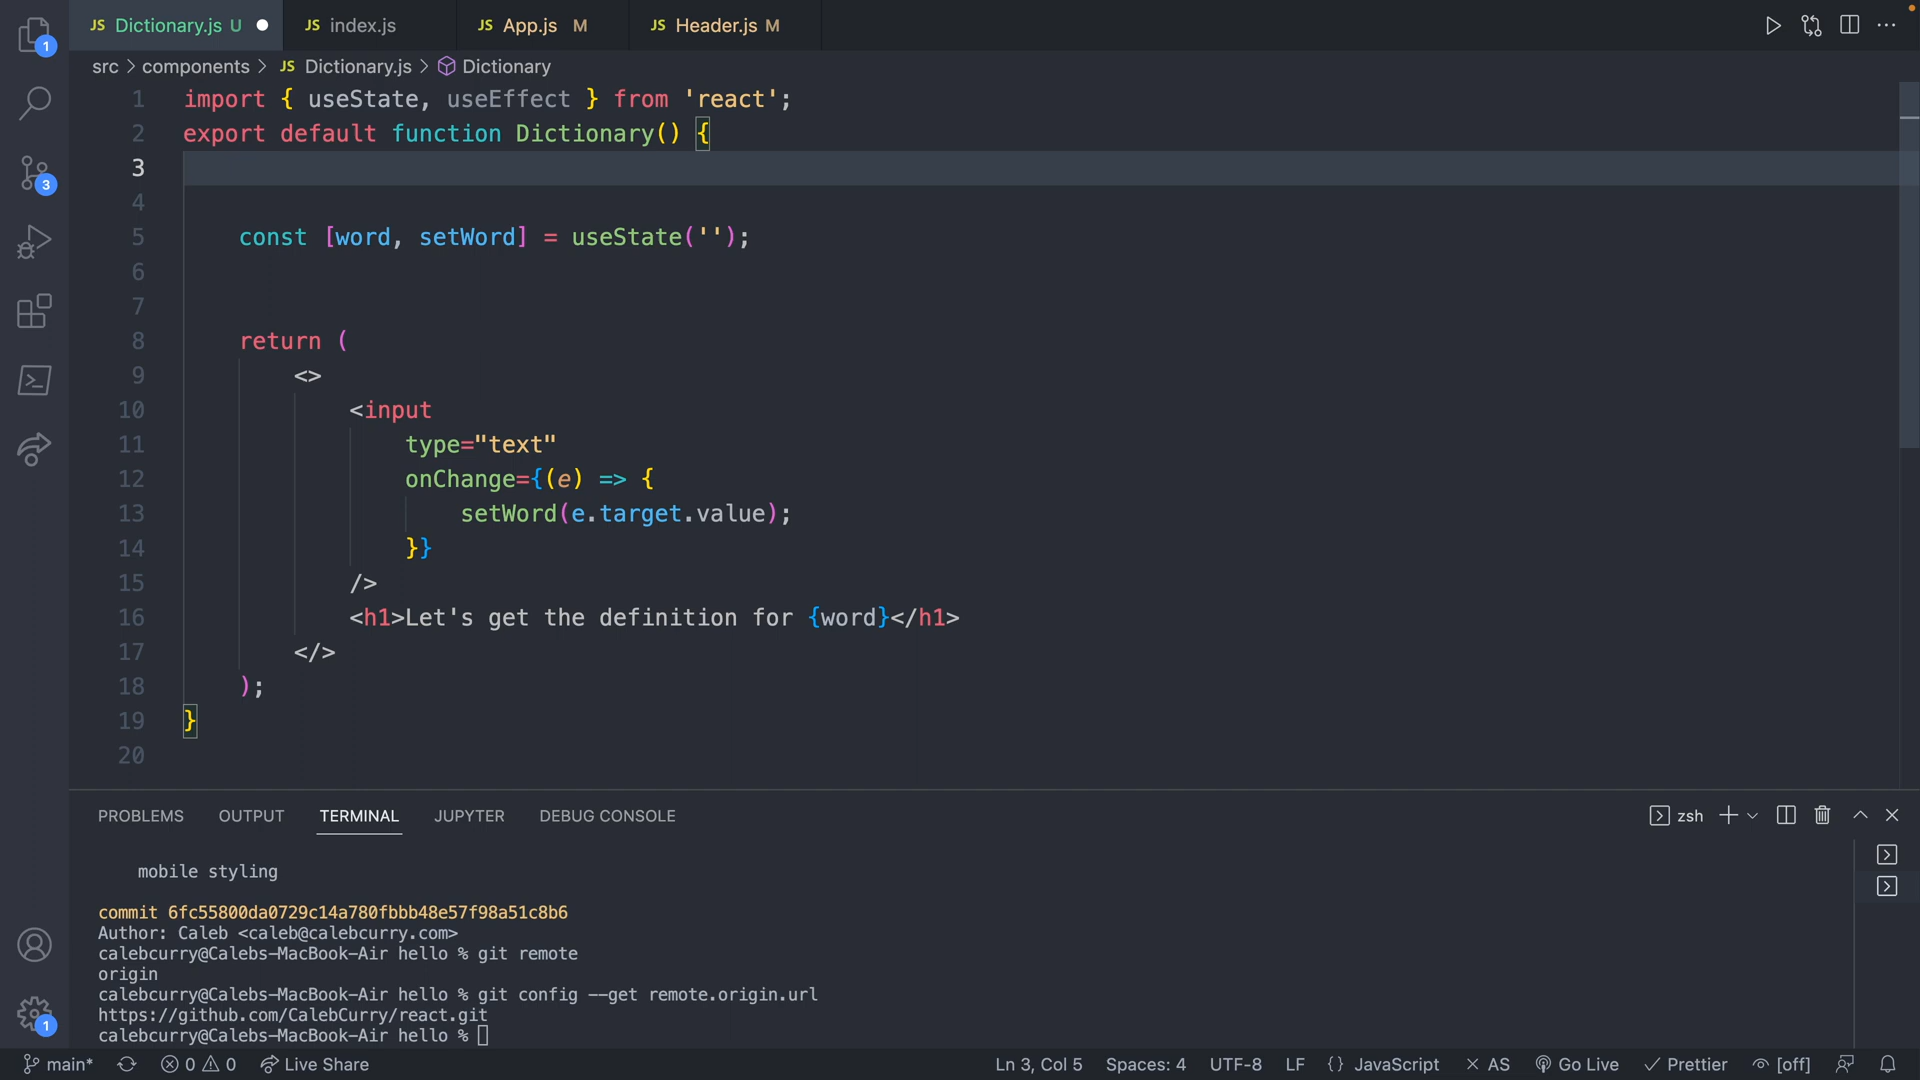 JS Dictionary.js U JS index.js JS App.js M JS Header.js M
1
src > components > JS Dictionary.js > Dictionary
1 import { useState, useEffect } from 'react';
2 export default function Dictionary() {
3
4
3
5 const [word, setWord] = useState('');
6
7
8 return (
9 <>
10 <input
11 type="text"
12 onChange={(e) => {
13 setWord(e.target.value);
14 }}
15 />
16 <h1>Let's get the definition for {word}</h1>
17 </>
18 );
19 }
20
PROBLEMS OUTPUT TERMINAL JUPYTER DEBUG CONSOLE zsh
mobile styling
commit 6fc55800da0729c14a780fbbb48e57f98a51c8b6
Author: Caleb <caleb@calebcurry.com>
calebcurry@Calebs-MacBook-Air hello % git remote
origin
calebcurry@Calebs-MacBook-Air hello % git config --get remote.origin.url
https://github.com/CalebCurry/react.git
calebcurry@Calebs-MacBook-Air hello %
1
main* 0 0 Live Share Ln 3, Col 5 Spaces: 4 UTF-8 LF {} JavaScript × AS Go Live ✓ Prettier [off]